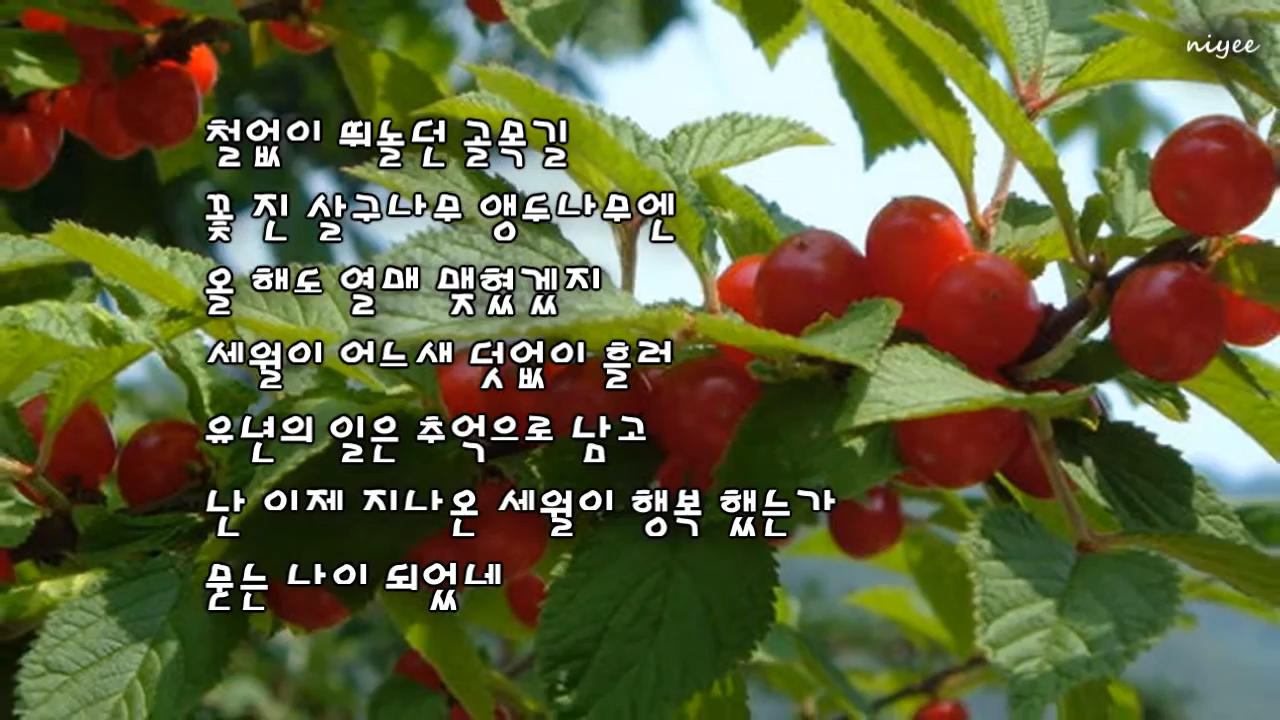 niyee
철없이 뛰놀던 골목길
꽃 진 살구나무 앵두나무엔
올 해도 열매 맺혔겠지
세월이 어느새 덧없이 흘러
유년의 일은 추억으로 남고
난 이제 지나온 세월이 행복 했는가
묻는 나이 되었네